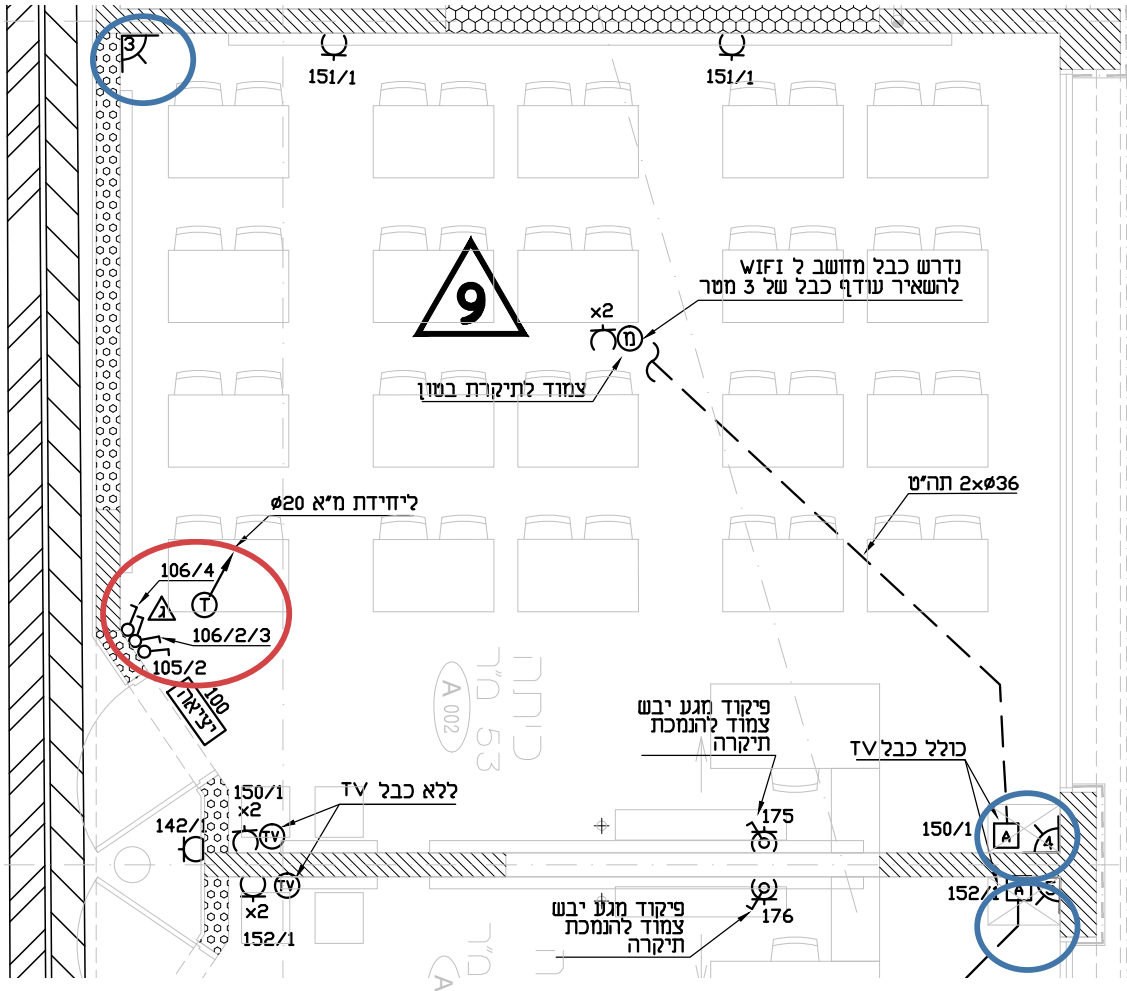 3
151/1
151/1
9
נדרש כבל מחושב ל WIFI
להשאיר עודף כבל של 3 מטר
x2
מ
צמוד לתיקרת בטון
2xø36 תה"ט
ליחידת מ"א ø20
106/4
ג
T
106/2/3
105/2
100
יציאה
A 002
כיתה
53 מ"ר
פיקוד מגע יבש
צמוד להנמכת
תיקרה
כולל כבל TV
ללא כבל TV
150/1
x2
TV
142/1
175
150/1
A
4
152/1
A
TV
x2
152/1
176
פיקוד מגע יבש
צמוד להנמכת
תיקרה
מ"ר
A